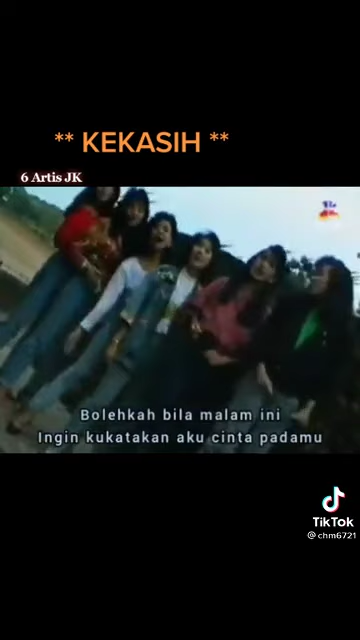 ** KEKASIH **
6 Artis JK
Bolehkah bila malam ini
Ingin kukatakan aku cinta padamu
TikTok
@chm6721